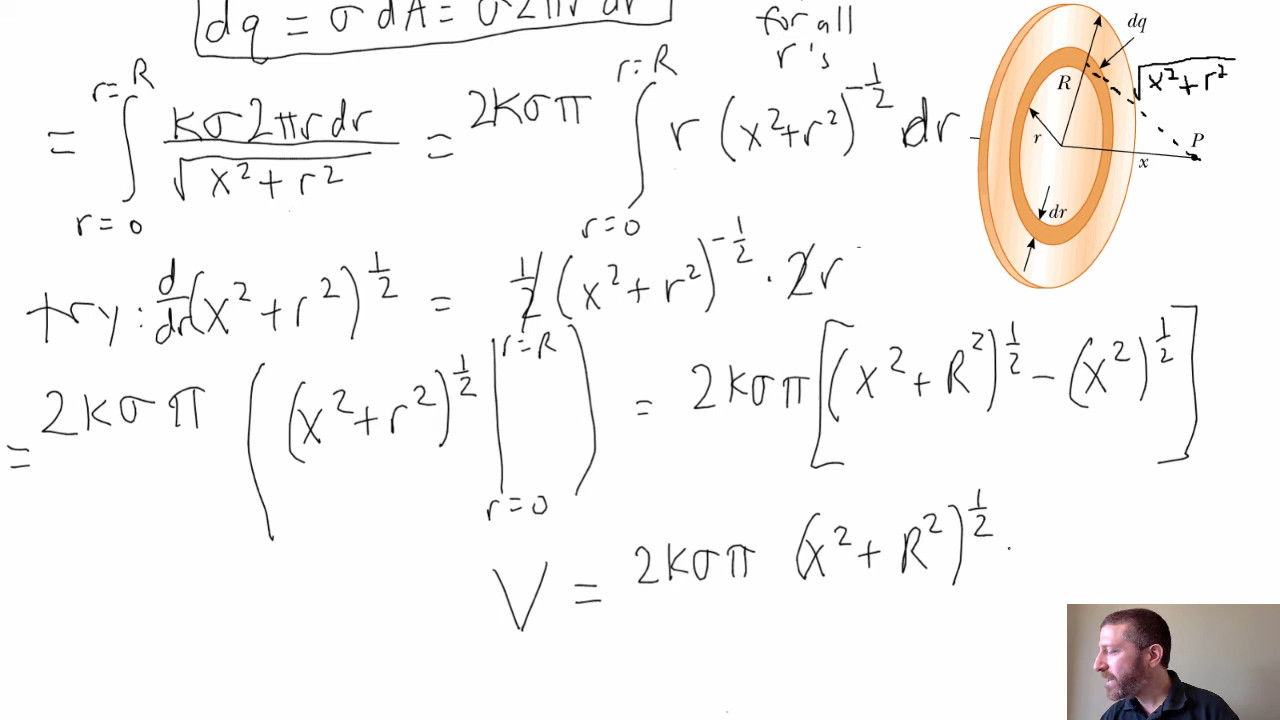 dq = σ dA = σ 2πr dr
for all
r's
= ∫_{r=0}^{r=R} kσ2πr dr / √(x²+r²) = 2kσπ ∫_{r=0}^{r=R} r (x²+r²)^{-1/2} dr
try: d/dr (x²+r²)^{1/2} = 1/2 (x²+r²)^{-1/2} · 2r
= 2kσπ ( (x²+r²)^{1/2} |_{r=0}^{r=R} ) = 2kσπ [ (x²+R²)^{1/2} − (x²)^{1/2} ]
V = 2kσπ (x²+R²)^{1/2} .
dq
√(x²+r²)
R
r
P
x
dr